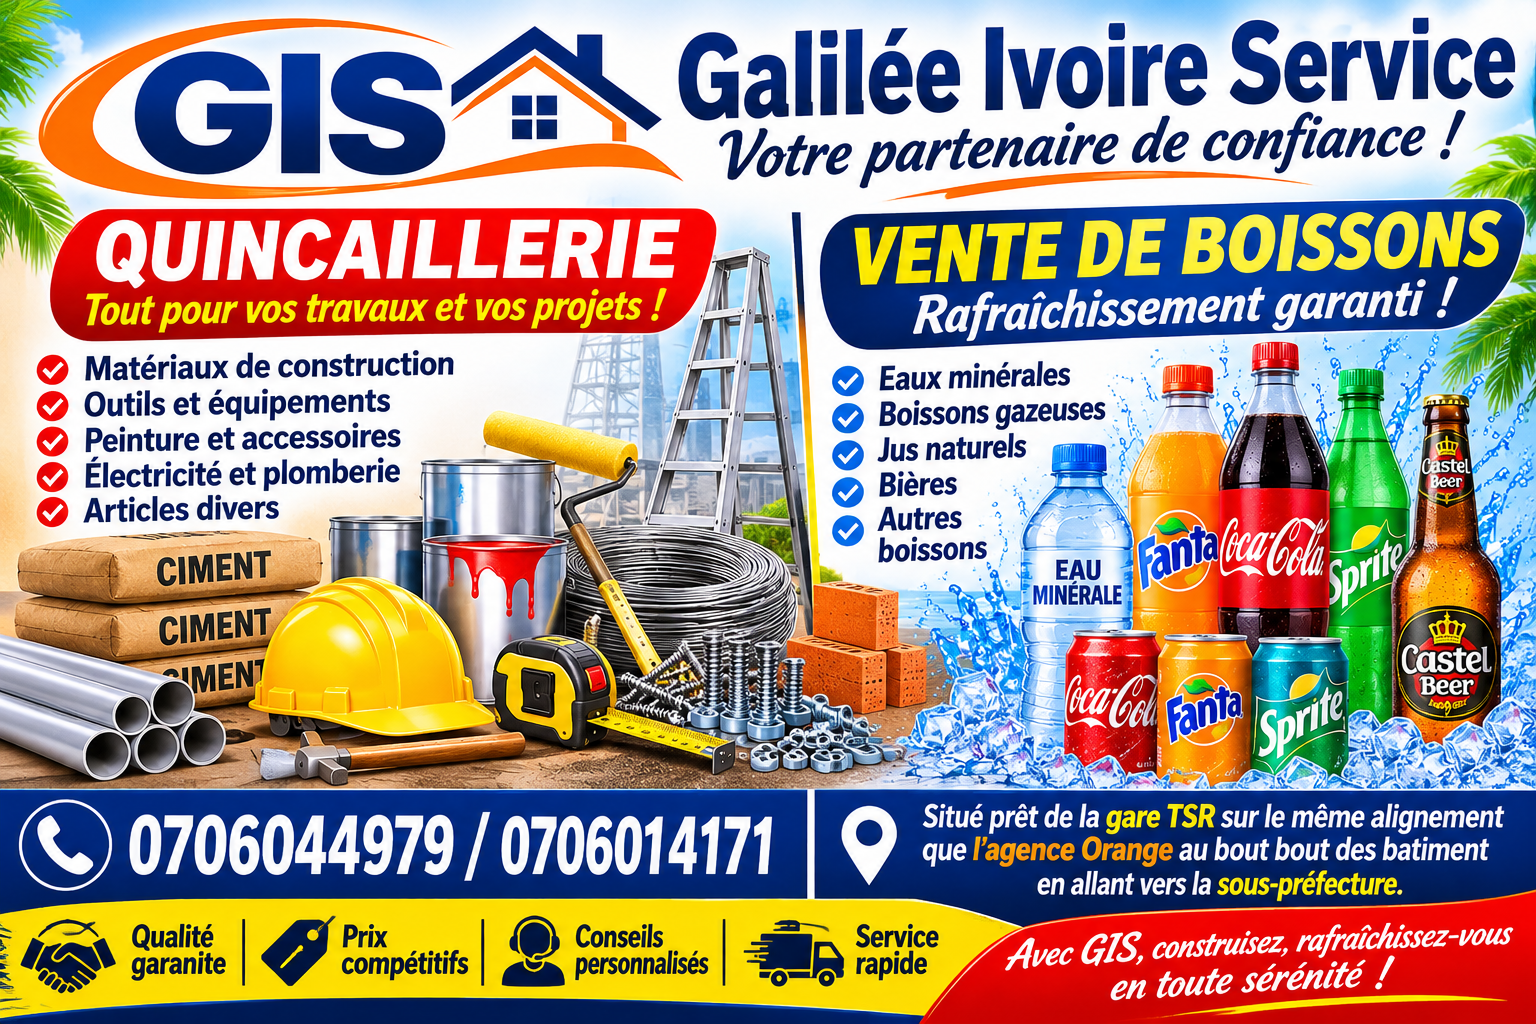 GIS
Galilée Ivoire Service
Votre partenaire de confiance !
QUINCAILLERIE
Tout pour vos travaux et vos projets !
Matériaux de construction
Outils et équipements
Peinture et accessoires
Électricité et plomberie
Articles divers
VENTE DE BOISSONS
Rafraîchissement garanti !
Eaux minérales
Boissons gazeuses
Jus naturels
Bières
Autres
boissons
CIMENT
CIMENT
CIMENT
EAU
MINÉRALE
Fanta
Coca-Cola
Sprite
Castel
Beer
Castel
Beer
Coca-Cola
Fanta
Sprite
0706044979 / 0706014171
Situé prêt de la gare TSR sur le même alignement
que l'agence Orange au bout bout des batiment
en allant vers la sous-préfecture.
Qualité
garanite
Prix
compétitifs
Conseils
personnalisés
Service
rapide
Avec GIS, construisez, rafraîchissez-vous
en toute sérénité !